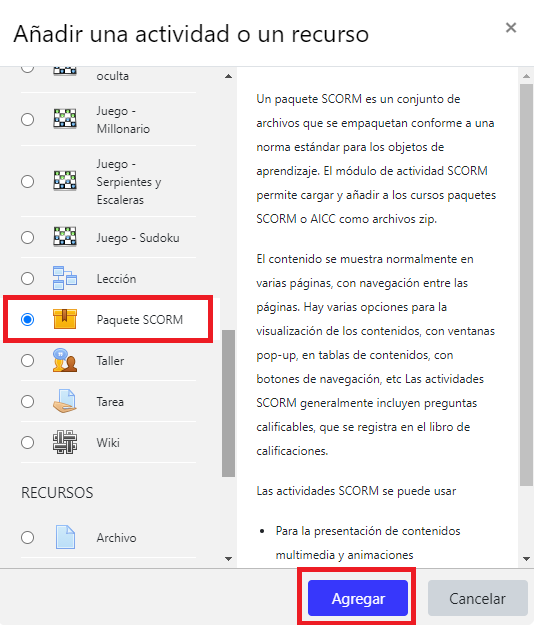 Añadir una actividad o un recurso
×
oculta
Juego -
Millonario
Juego -
Serpientes y
Escaleras
Juego - Sudoku
Lección
Paquete SCORM
Taller
Tarea
Wiki
RECURSOS
Archivo
Un paquete SCORM es un conjunto de
archivos que se empaquetan conforme a una
norma estándar para los objetos de
aprendizaje. El módulo de actividad SCORM
permite cargar y añadir a los cursos paquetes
SCORM o AICC como archivos zip.
El contenido se muestra normalmente en
varias páginas, con navegación entre las
páginas. Hay varias opciones para la
visualización de los contenidos, con ventanas
pop-up, en tablas de contenidos, con
botones de navegación, etc Las actividades
SCORM generalmente incluyen preguntas
calificables, que se registra en el libro de
calificaciones.
Las actividades SCORM se puede usar
• Para la presentación de contenidos
multimedia y animaciones
Agregar
Cancelar